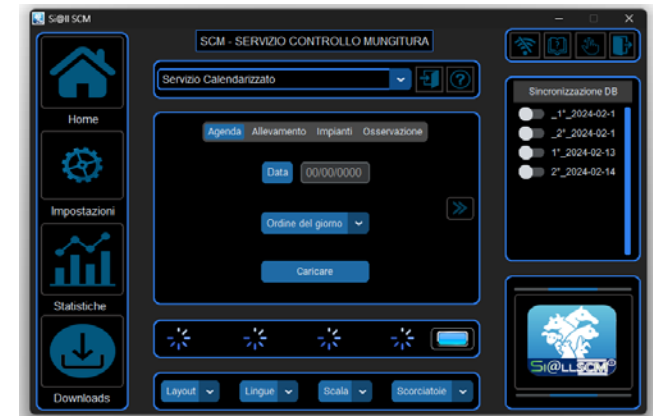 Si@ll SCM
SCM - SERVIZIO CONTROLLO MUNGITURA
Servizio Calendarizzato
Sincronizzazione DB
_1°_2024-02-1
_2°_2024-02-1
1°_2024-02-13
2°_2024-02-14
Home
Agenda Allevamento Impianti Osservazione
Data 00/00/0000
Impostazioni
Ordine del giorno
Caricare
Statistiche
Si@LLSCM®
Downloads
Layout Lingue Scala Scorciatoie